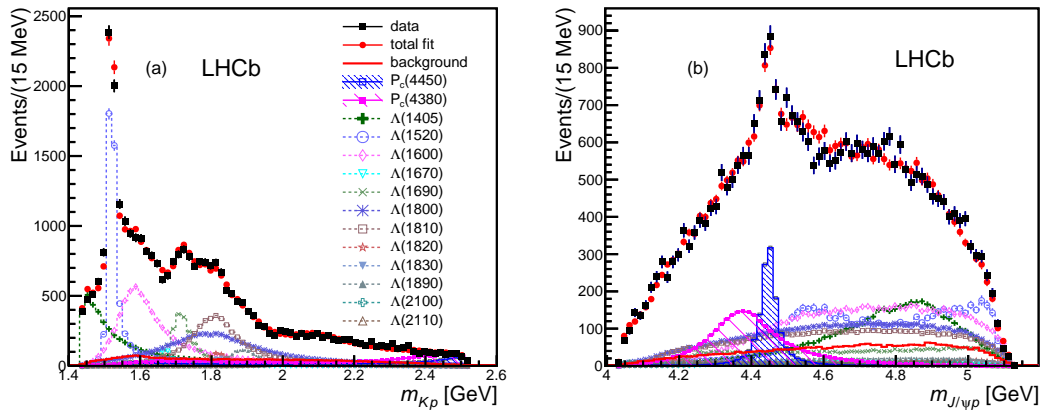 Events/(15 MeV)
2500
2000
1500
1000
500
0
1.4
1.6
1.8
2
2.2
2.4
2.6
m_Kp [GeV]
(a)
LHCb
data
total fit
background
P_c(4450)
P_c(4380)
Λ(1405)
Λ(1520)
Λ(1600)
Λ(1670)
Λ(1690)
Λ(1800)
Λ(1810)
Λ(1820)
Λ(1830)
Λ(1890)
Λ(2100)
Λ(2110)
Events/(15 MeV)
900
800
700
600
500
400
300
200
100
0
4
4.2
4.4
4.6
4.8
5
m_J/ψp [GeV]
(b)
LHCb